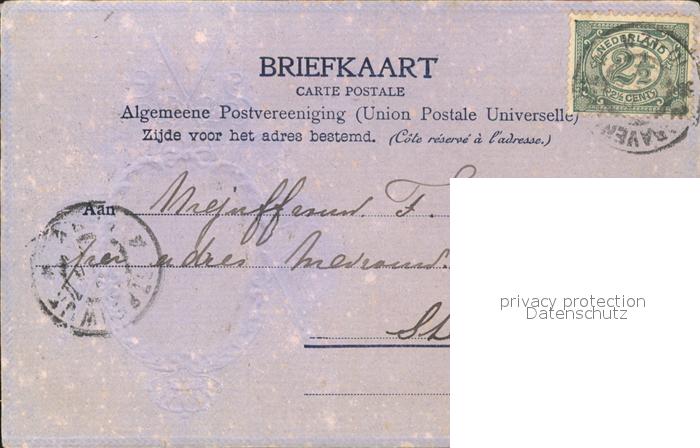 BRIEFKAART
CARTE POSTALE
Algemeene Postvereeniging (Union Postale Universelle)
Zijde voor het adres bestemd. (Côte réservé à l'adresse.)
NEDERLAND
2½
2½ CENT
RAVEN
Aan Mejuffrouw F.
per adres Mevrouw
privacy protection
Datenschutz